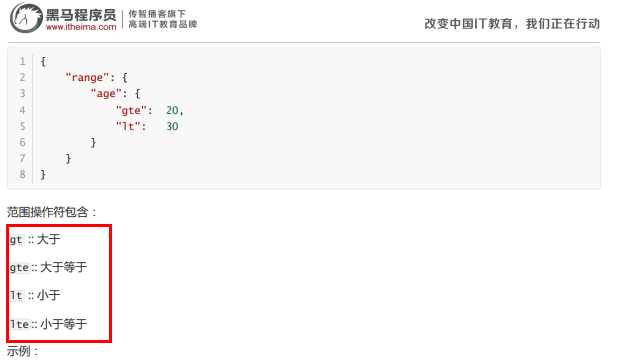 黑马程序员
www.itheima.com
传智播客旗下
高端IT教育品牌
改变中国IT教育，我们正在行动
1 {
2 "range": {
3 "age": {
4 "gte": 20,
5 "lt": 30
6 }
7 }
8 }
范围操作符包含：
gt :: 大于
gte:: 大于等于
lt :: 小于
lte:: 小于等于
示例：